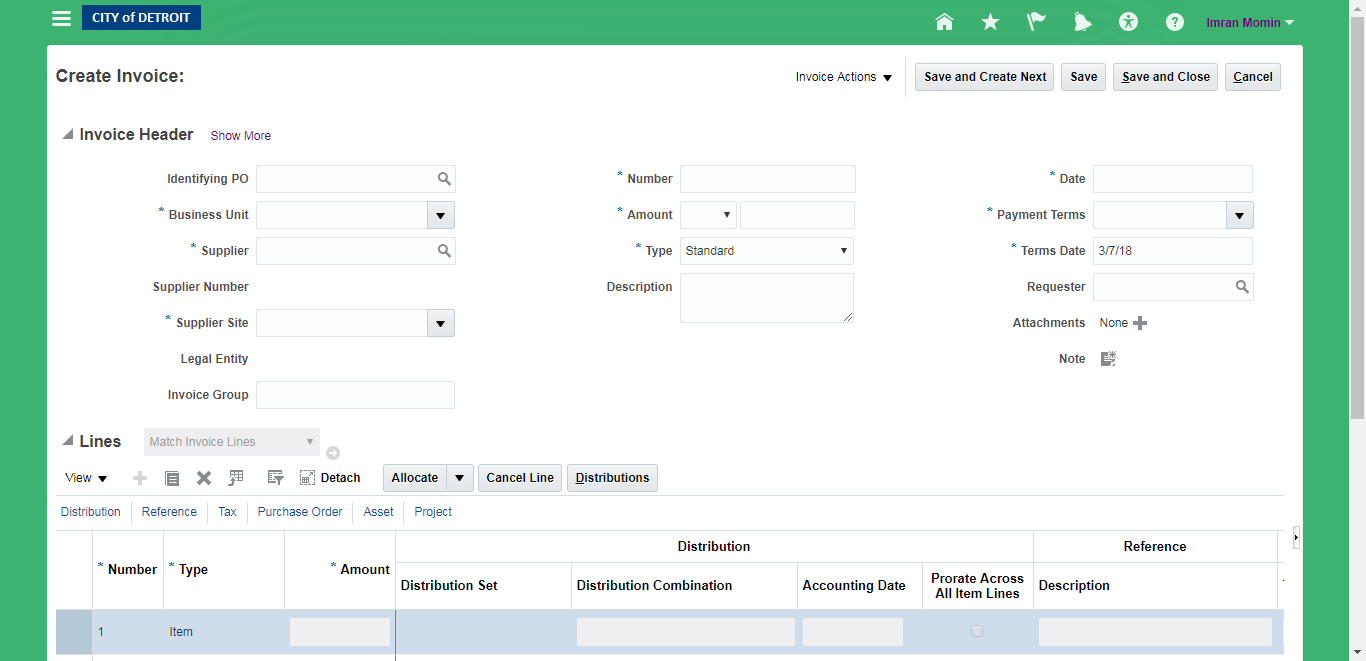 CITY of DETROIT
Imran Momin
Create Invoice:
Invoice Actions
Save and Create Next
Save
Save and Close
Cancel
Invoice Header
Show More
Identifying PO
* Number
* Date
* Business Unit
* Amount
* Payment Terms
* Supplier
* Type
Standard
* Terms Date
3/7/18
Supplier Number
Description
Requester
* Supplier Site
Attachments
None
Legal Entity
Note
Invoice Group
Lines
Match Invoice Lines
View
Detach
Allocate
Cancel Line
Distributions
Distribution
Reference
Tax
Purchase Order
Asset
Project
Distribution
Reference
* Number
* Type
* Amount
Distribution Set
Distribution Combination
Accounting Date
Prorate Across
All Item Lines
Description
1
Item